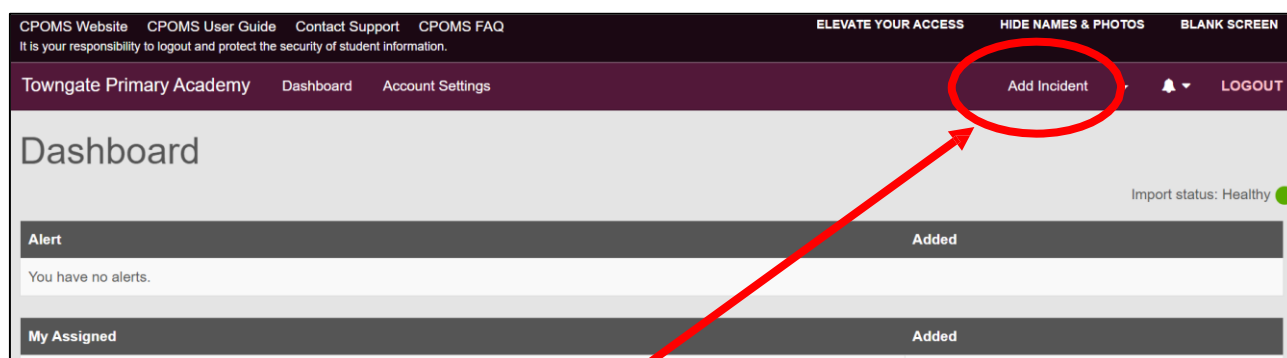 CPOMS Website CPOMS User Guide Contact Support CPOMS FAQ ELEVATE YOUR ACCESS HIDE NAMES & PHOTOS BLANK SCREEN
It is your responsibility to logout and protect the security of student information.
Towngate Primary Academy Dashboard Account Settings Add Incident LOGOUT
Dashboard
Import status: Healthy
Alert Added
You have no alerts.
My Assigned Added